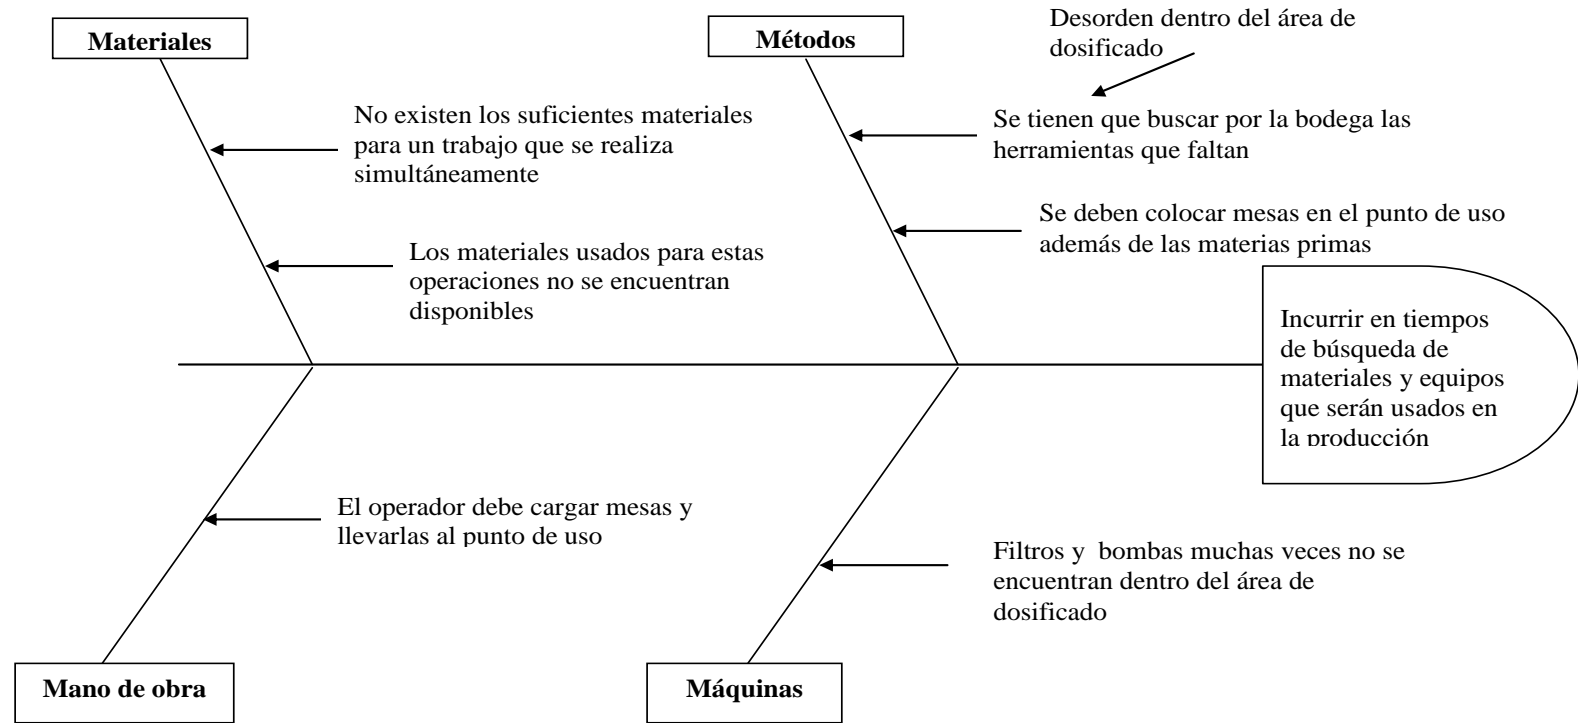 Desorden dentro del área de
dosificado
Materiales
Métodos
No existen los suficientes materiales
para un trabajo que se realiza
simultáneamente
Se tienen que buscar por la bodega las
herramientas que faltan
Los materiales usados para estas
operaciones no se encuentran
disponibles
Se deben colocar mesas en el punto de uso
además de las materias primas
Incurrir en tiempos
de búsqueda de
materiales y equipos
que serán usados en
la producción
El operador debe cargar mesas y
llevarlas al punto de uso
Filtros y  bombas muchas veces no se
encuentran dentro del área de
dosificado
Mano de obra
Máquinas